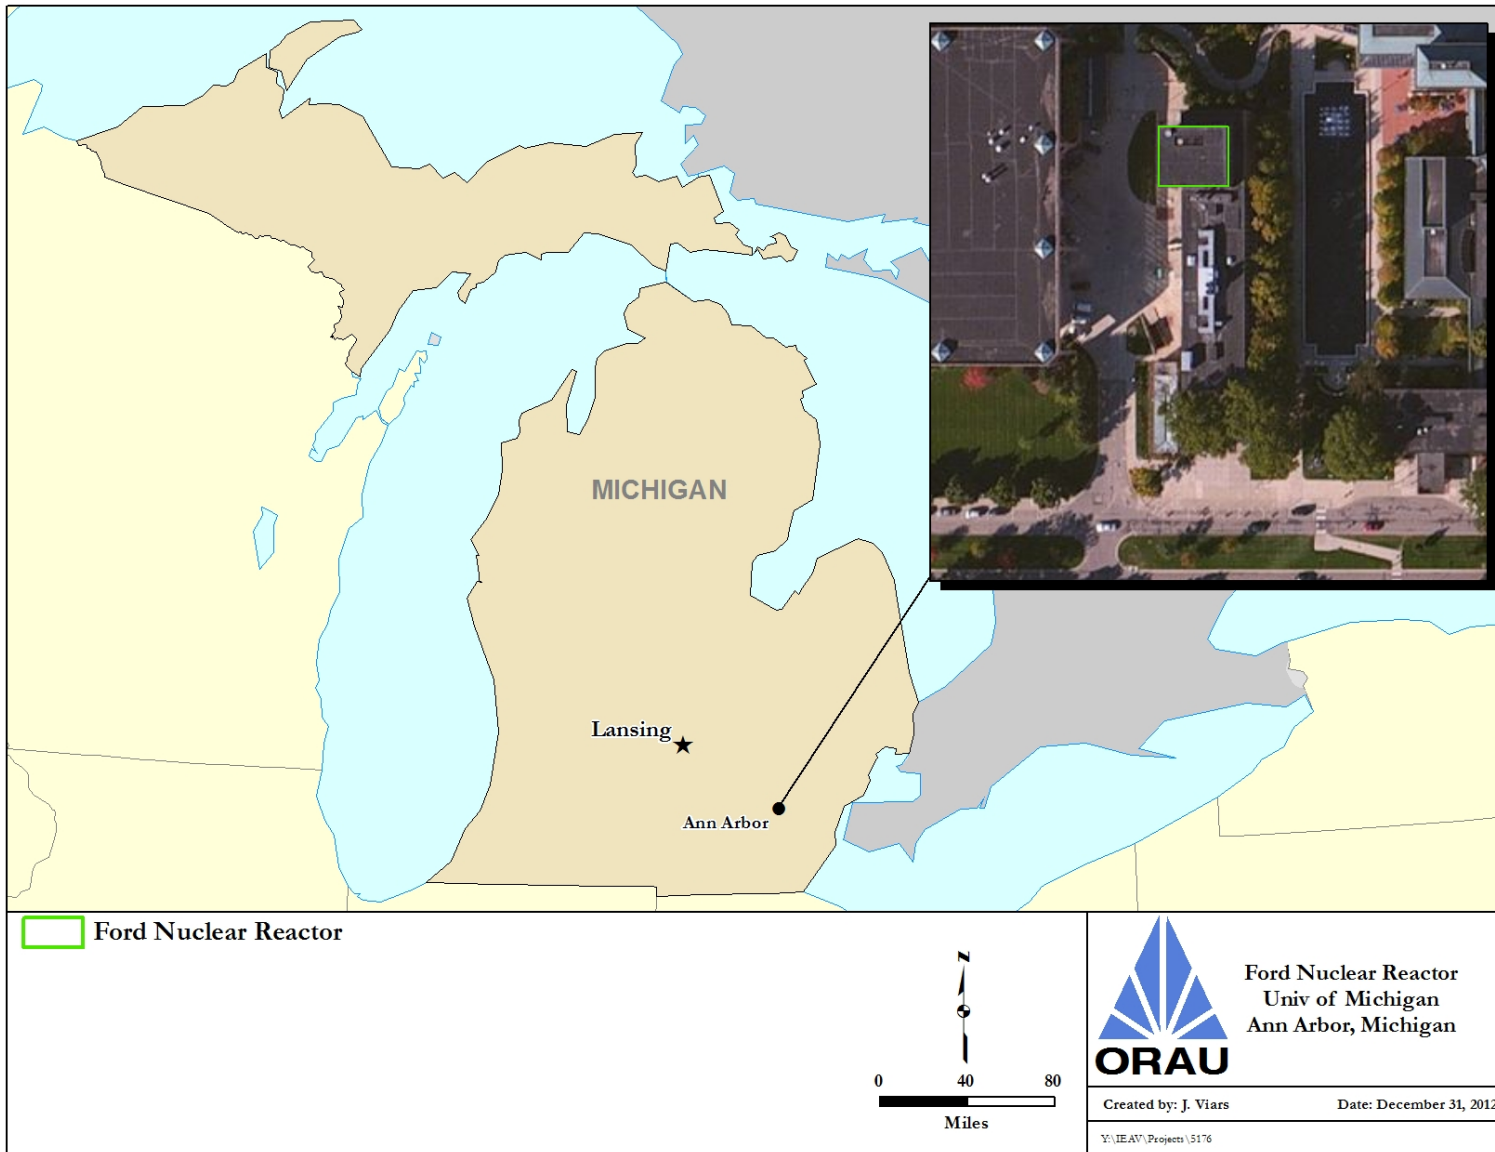 MICHIGAN
Lansing
Ann Arbor
Ford Nuclear Reactor
N
0 40 80
Miles
ORAU
Ford Nuclear Reactor
Univ of Michigan
Ann Arbor, Michigan
Created by: J. Viars
Date: December 31, 2012
Y:\IEAV\Projects\5176